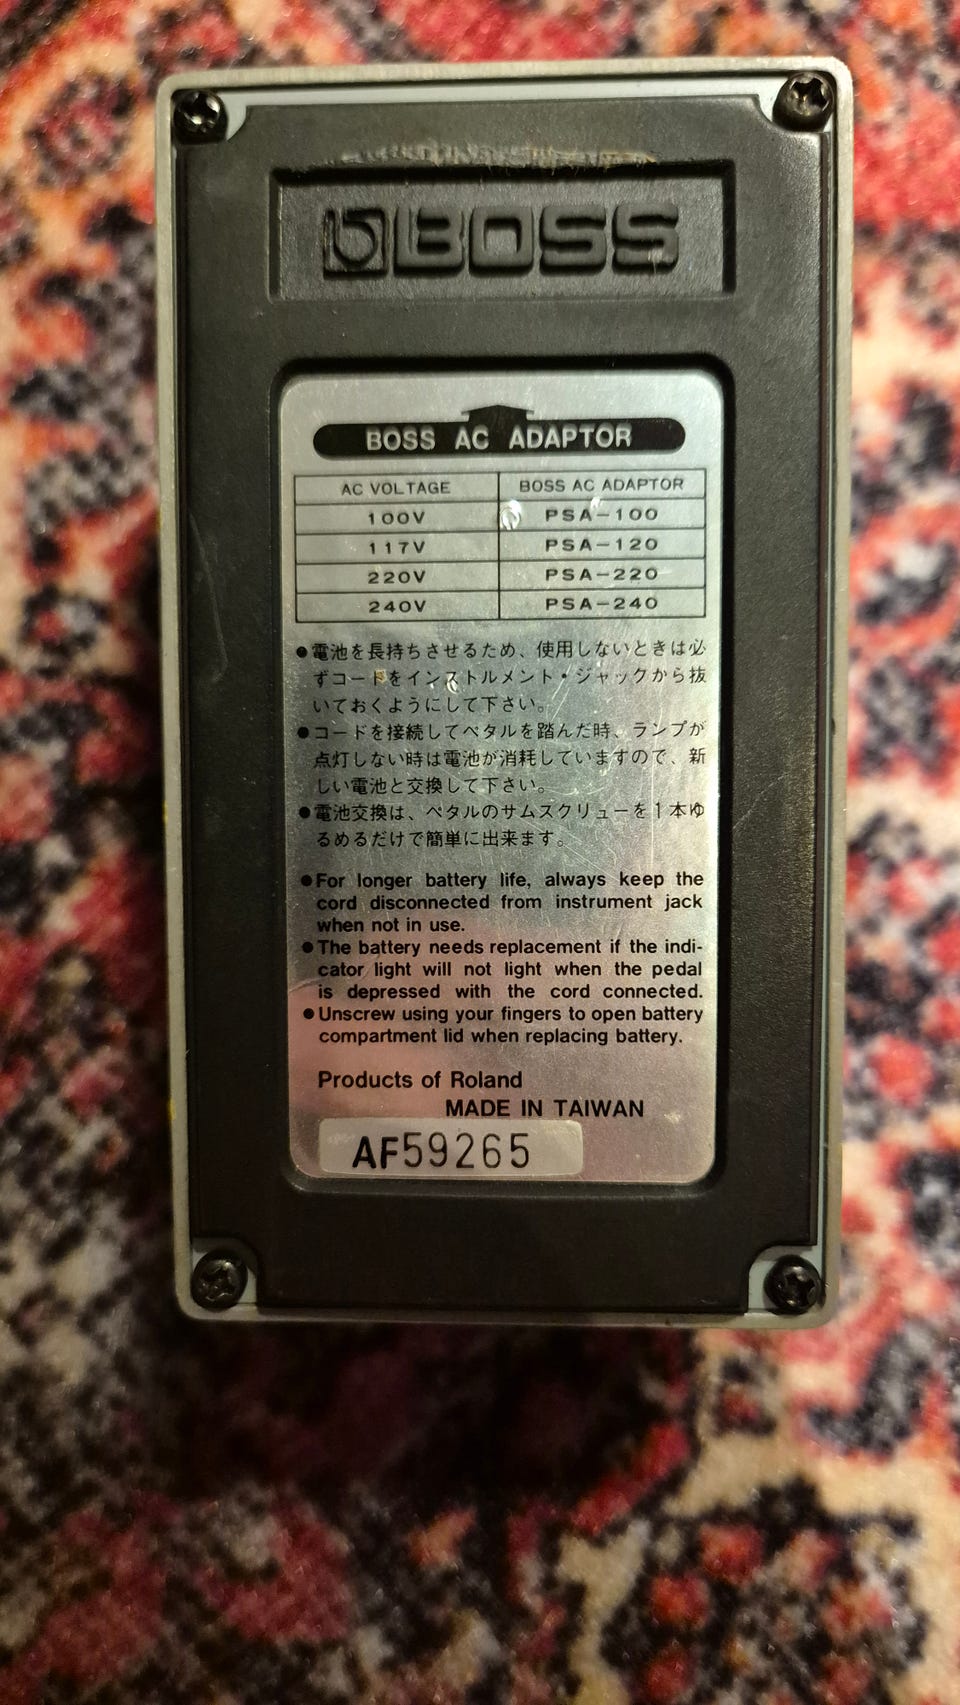 BOSS
BOSS AC ADAPTOR
AC VOLTAGE BOSS AC ADAPTOR
100V PSA-100
117V PSA-120
220V PSA-220
240V PSA-240
●電池を長持ちさせるため、使用しないときは必
ずコードをインストルメント・ジャックから抜
いておくようにして下さい。
●コードを接続してペダルを踏んだ時、ランプが
点灯しない時は電池が消耗していますので、新
しい電池と交換して下さい。
●電池交換は、ペダルのサムスクリューを1本ゆ
るめるだけで簡単に出来ます。
●For longer battery life, always keep the
cord disconnected from instrument jack
when not in use.
●The battery needs replacement if the indi-
cator light will not light when the pedal
is depressed with the cord connected.
●Unscrew using your fingers to open battery
compartment lid when replacing battery.
Products of Roland
MADE IN TAIWAN
AF59265